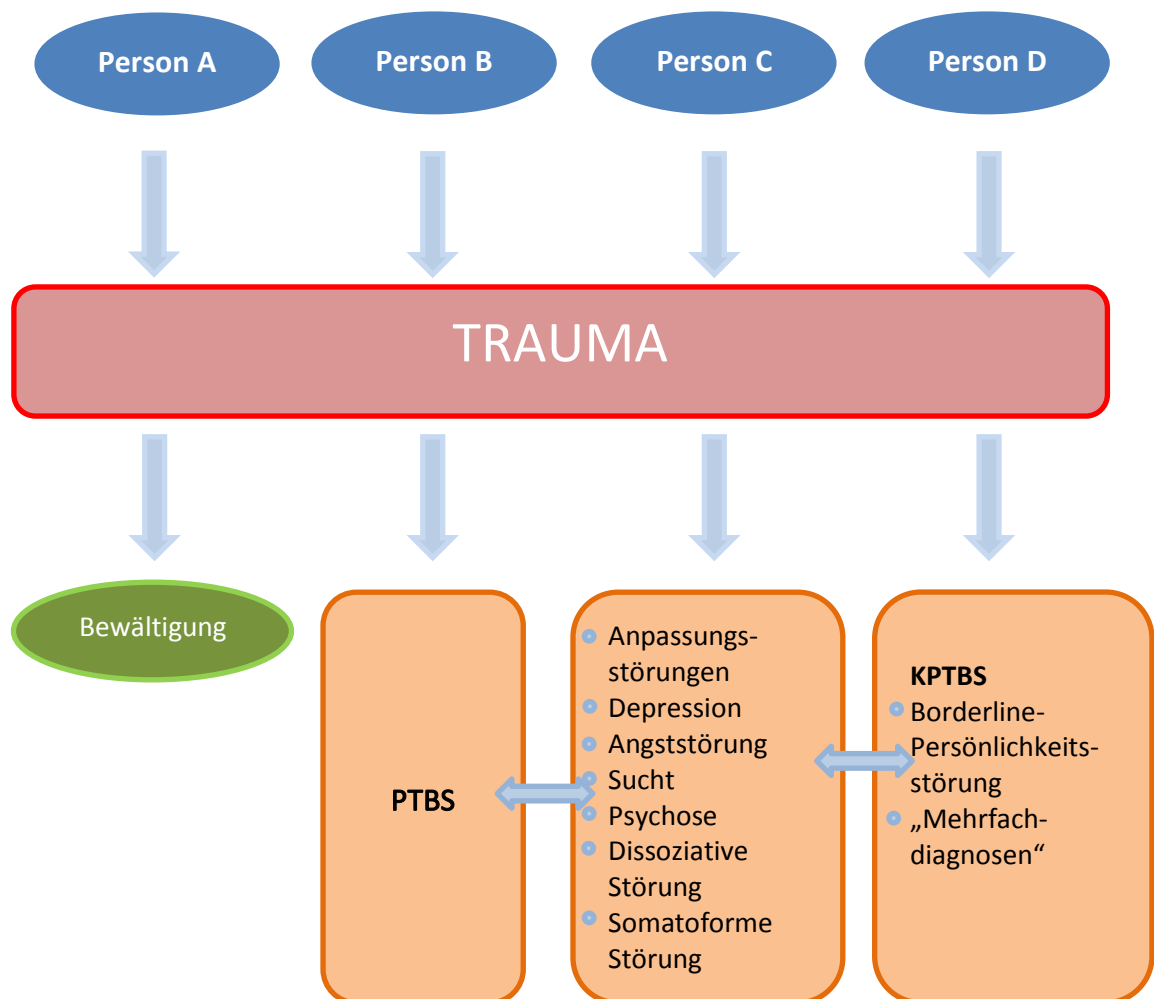 Person A
Person B
Person C
Person D
TRAUMA
Bewältigung
PTBS
Anpassungs-
störungen
Depression
Angststörung
Sucht
Psychose
Dissoziative
Störung
Somatoforme
Störung
KPTBS
Borderline-
Persönlichkeits-
störung
„Mehrfach-
diagnosen“